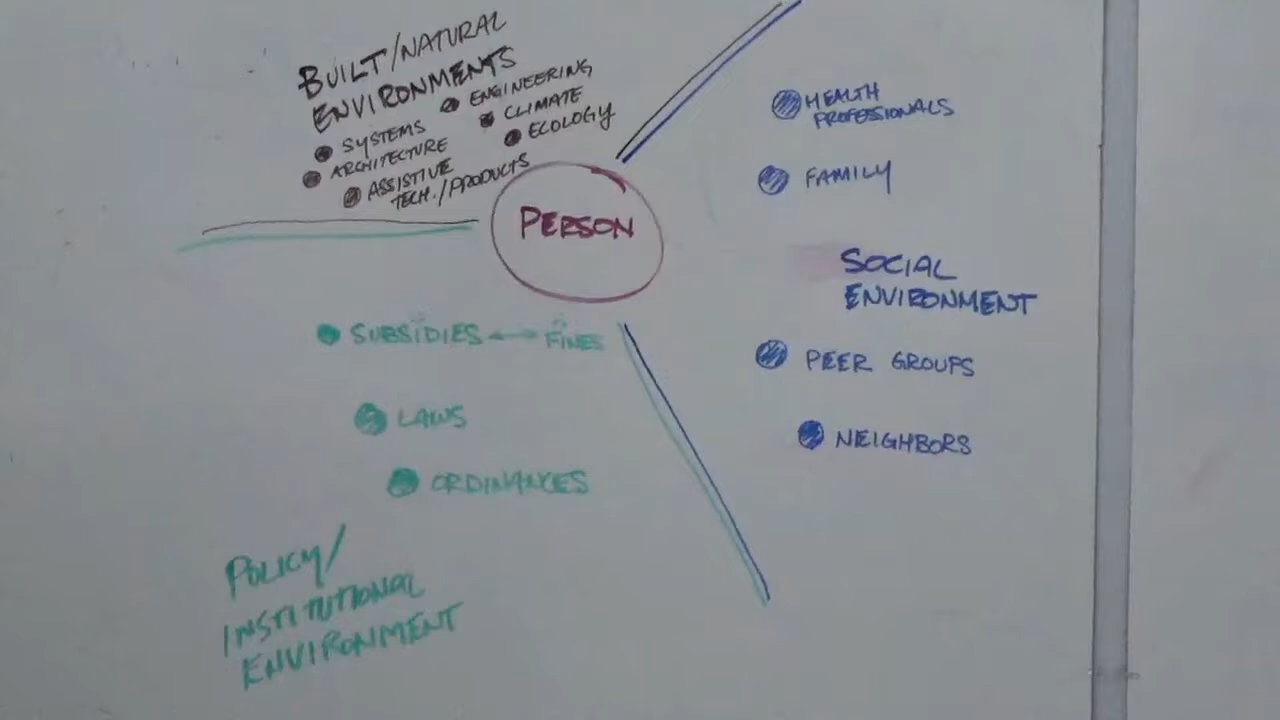 BUILT/NATURAL
ENVIRONMENTS
ENGINEERING
SYSTEMS
CLIMATE
ARCHITECTURE
ECOLOGY
ASSISTIVE
TECH./PRODUCTS
PERSON
HEALTH
PROFESSIONALS
FAMILY
SOCIAL
ENVIRONMENT
PEER GROUPS
NEIGHBORS
SUBSIDIES ↔ FINES
LAWS
ORDINANCES
POLICY/
INSTITUTIONAL
ENVIRONMENT